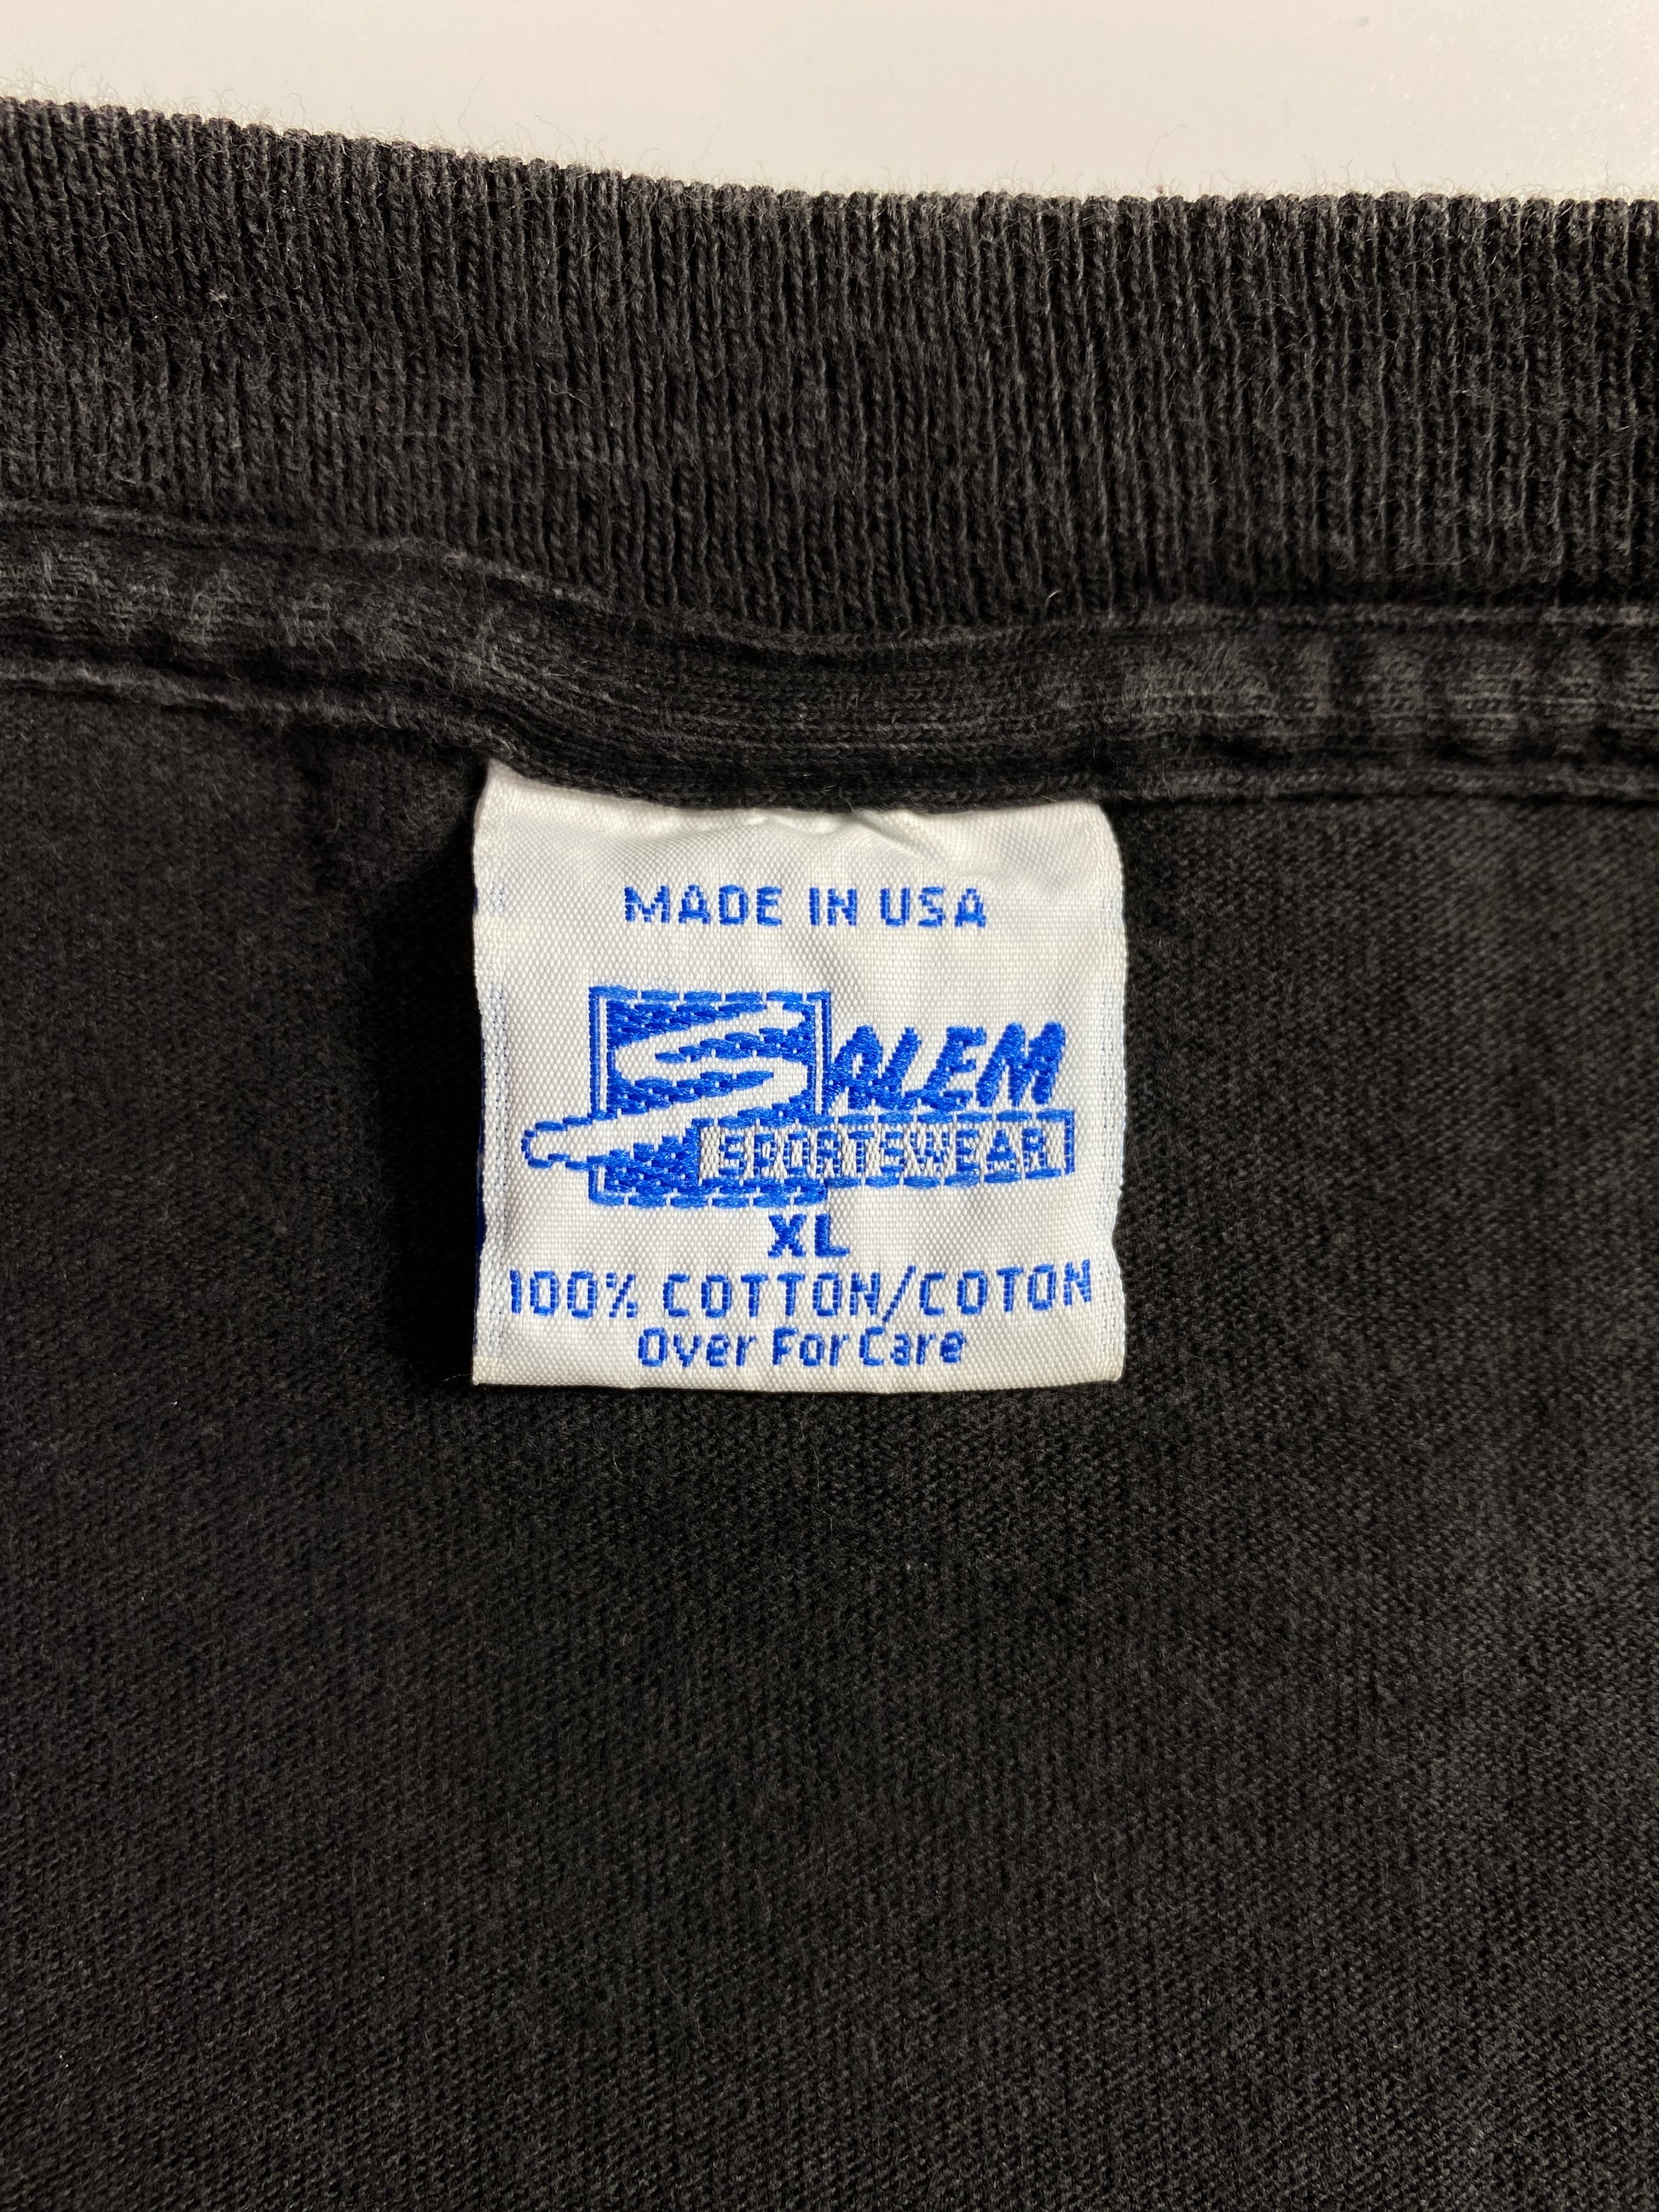 MADE IN USA
SALEM
SPORTSWEAR
XL
100% COTTON/COTON
Over For Care